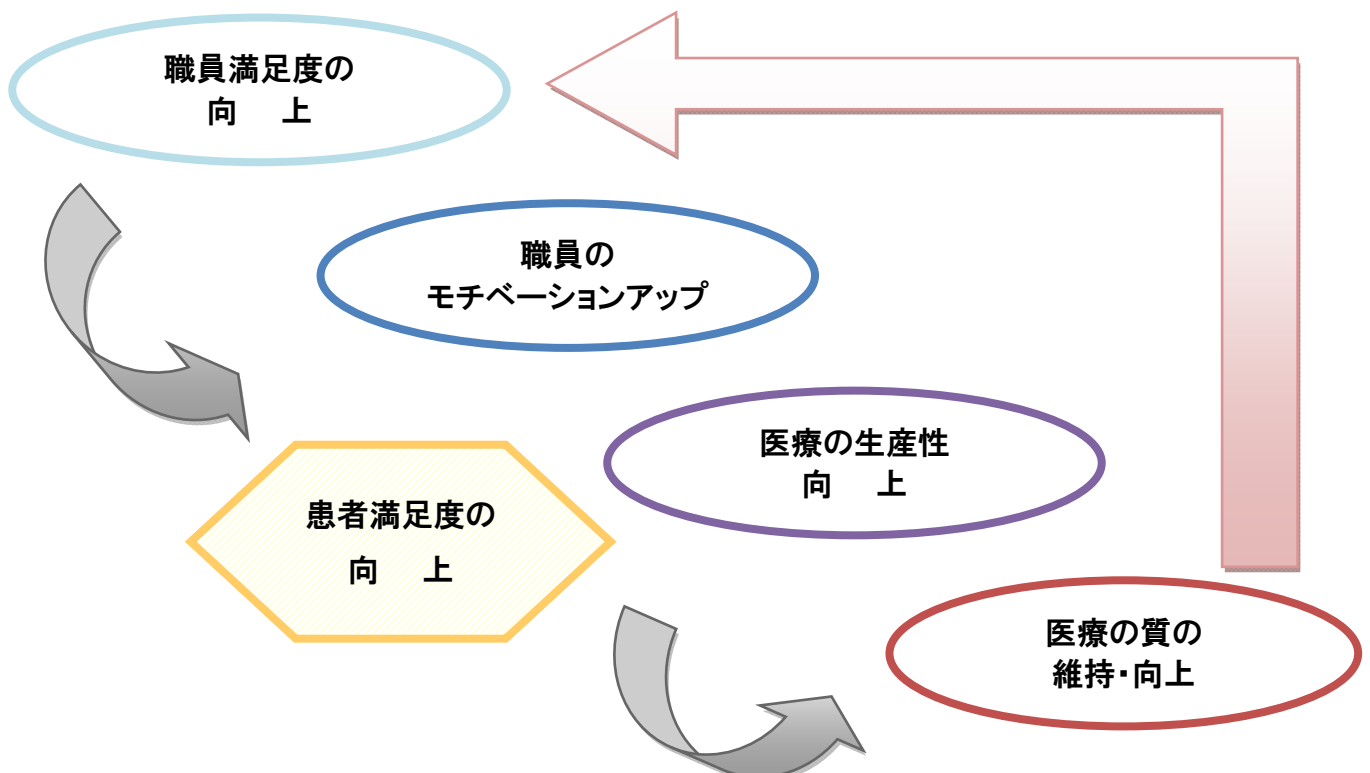 職員満足度の
向 上
職員の
モチベーションアップ
医療の生産性
向 上
患者満足度の
向 上
医療の質の
維持・向上